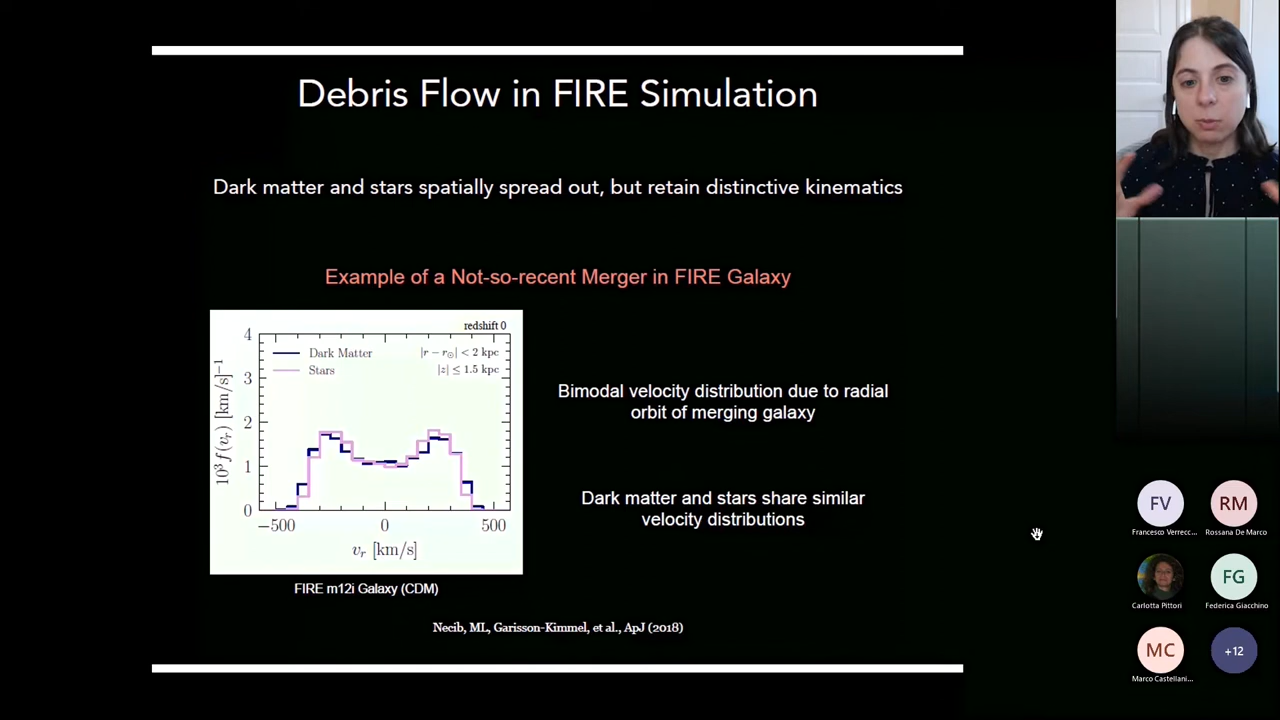 Debris Flow in FIRE Simulation
Dark matter and stars spatially spread out, but retain distinctive kinematics
Example of a Not-so-recent Merger in FIRE Galaxy
redshift 0
Dark Matter
Stars
|r − r⊙| < 2 kpc
|z| ≤ 1.5 kpc
10³ f(vᵣ) [km/s]⁻¹
4
3
2
1
0
−500
0
500
vᵣ [km/s]
FIRE m12i Galaxy (CDM)
Bimodal velocity distribution due to radial
orbit of merging galaxy
Dark matter and stars share similar
velocity distributions
Necib, ML, Garisson-Kimmel, et al., ApJ (2018)
FV
RM
Francesco Verrecc...
Rossana De Marco
FG
Carlotta Pittori
Federica Giacchino
MC
+12
Marco Castellani...